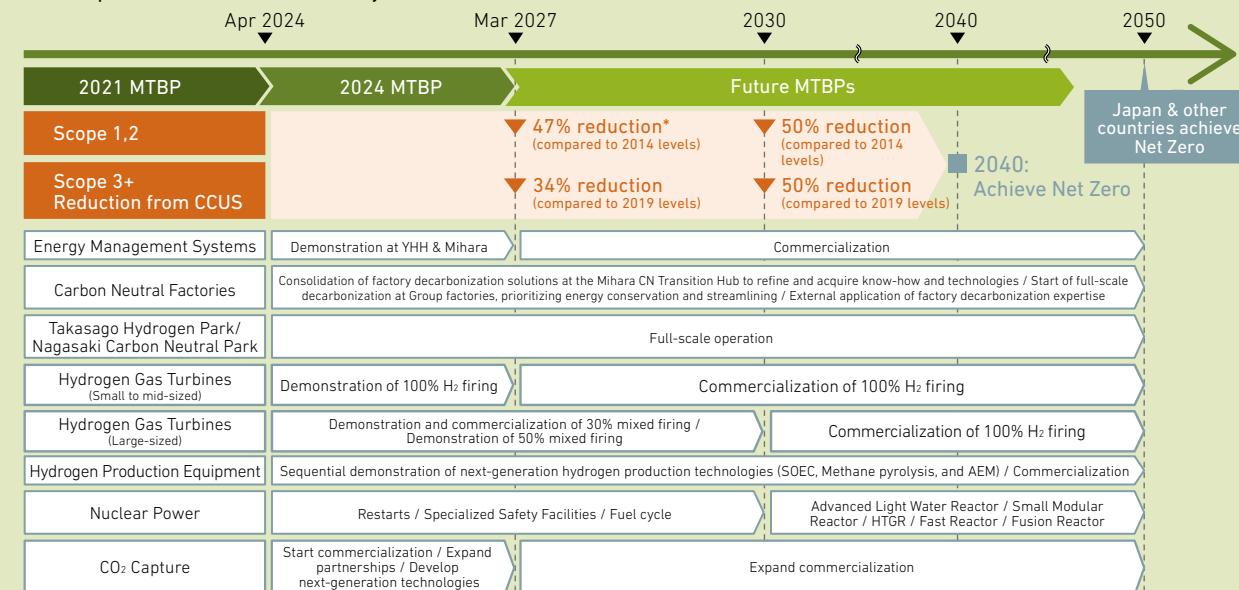 Apr 2024
Mar 2027
2030
2040
2050
2021 MTBP
2024 MTBP
Future MTBPs
Japan & other
countries achieve
Net Zero
Scope 1,2
47% reduction*
(compared to 2014 levels)
50% reduction
(compared to 2014
levels)
Scope 3+
Reduction from CCUS
34% reduction
(compared to 2019 levels)
50% reduction
(compared to 2019 levels)
2040:
Achieve Net Zero
Energy Management Systems
Demonstration at YHH & Mihara
Commercialization
Carbon Neutral Factories
Consolidation of factory decarbonization solutions at the Mihara CN Transition Hub to refine and acquire know-how and technologies / Start of full-scale
decarbonization at Group factories, prioritizing energy conservation and streamlining / External application of factory decarbonization expertise
Takasago Hydrogen Park/
Nagasaki Carbon Neutral Park
Full-scale operation
Hydrogen Gas Turbines
(Small to mid-sized)
Demonstration of 100% H₂ firing
Commercialization of 100% H₂ firing
Hydrogen Gas Turbines
(Large-sized)
Demonstration and commercialization of 30% mixed firing /
Demonstration of 50% mixed firing
Commercialization of 100% H₂ firing
Hydrogen Production Equipment
Sequential demonstration of next-generation hydrogen production technologies (SOEC, Methane pyrolysis, and AEM) / Commercialization
Nuclear Power
Restarts / Specialized Safety Facilities / Fuel cycle
Advanced Light Water Reactor / Small Modular
Reactor / HTGR / Fast Reactor / Fusion Reactor
CO₂ Capture
Start commercialization / Expand
partnerships / Develop
next-generation technologies
Expand commercialization